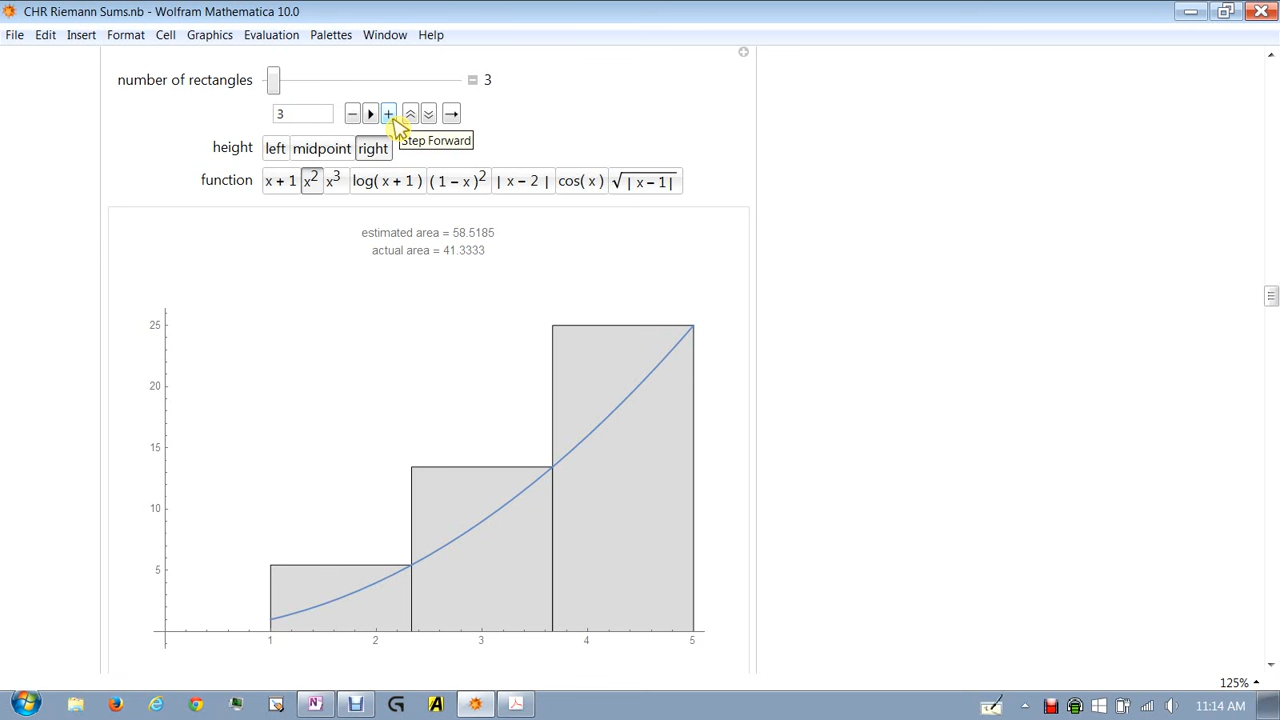 CHR Riemann Sums.nb - Wolfram Mathematica 10.0
File Edit Insert Format Cell Graphics Evaluation Palettes Window Help
number of rectangles 3
3
Step Forward
height left midpoint right
function x + 1 x² x³ log( x + 1 ) ( 1 − x )² | x − 2 | cos( x ) √| x − 1 |
estimated area = 58.5185
actual area = 41.3333
25
20
15
10
5
1 2 3 4 5
125%
11:14 AM